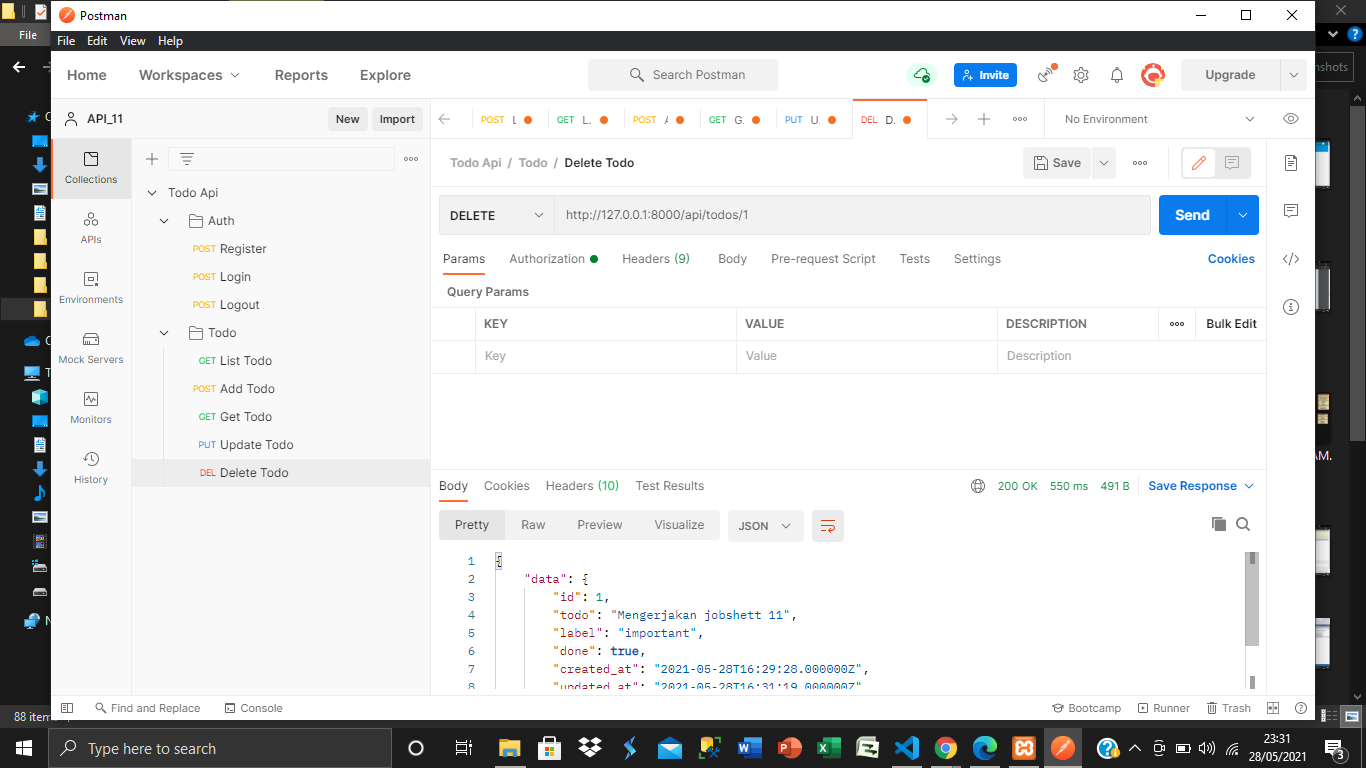 Postman
File
File Edit View Help
Home Workspaces Reports Explore Search Postman Invite Upgrade
API_11 New Import
POST GET L. POST GET G. PUT U DEL D. No Environment
Collections
APIs
Environments
Mock Servers
Monitors
History
Todo Api
Auth
POST Register
POST Login
POST Logout
Todo
GET List Todo
POST Add Todo
GET Get Todo
PUT Update Todo
DEL Delete Todo
Todo Api / Todo / Delete Todo Save
DELETE http://127.0.0.1:8000/api/todos/1 Send
Params Authorization Headers (9) Body Pre-request Script Tests Settings Cookies
Query Params
KEY VALUE DESCRIPTION Bulk Edit
Key Value Description
Body Cookies Headers (10) Test Results 200 OK 550 ms 491 B Save Response
Pretty Raw Preview Visualize JSON
1 {
2 "data": {
3 "id": 1,
4 "todo": "Mengerjakan jobshett 11",
5 "label": "important",
6 "done": true,
7 "created_at": "2021-05-28T16:29:28.000000Z",
8 "updated_at": "2021-05-28T16:31:19.000000Z"
Find and Replace Console Bootcamp Runner Trash
88 item
Type here to search
23:31
28/05/2021
3